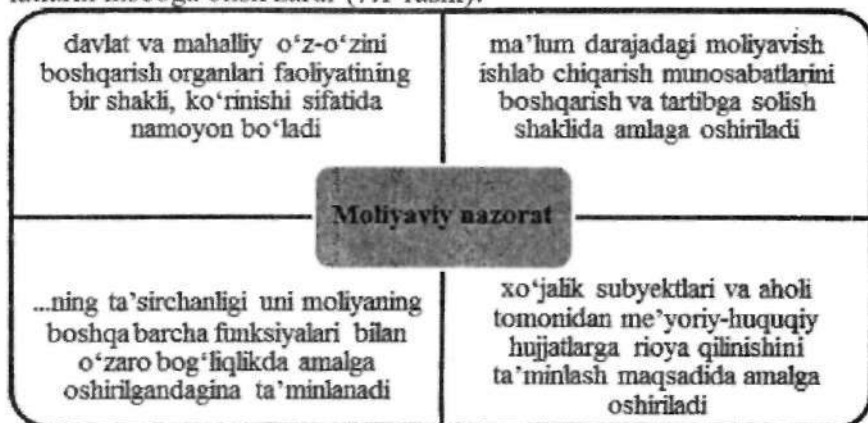 davlat va mahalliy o‘z-o‘zini
boshqarish organlari faoliyatining
bir shakli, ko‘rinishi sifatida
namoyon bo‘ladi
ma’lum darajadagi moliyavish
ishlab chiqarish munosabatlarini
boshqarish va tartibga solish
shaklida amlaga oshiriladi
Moliyaviy nazorat
...ning ta’sirchanligi uni moliyaning
boshqa barcha funksiyalari bilan
o‘zaro bog‘liqlikda amalga
oshirilgandagina ta’minlanadi
xo‘jalik subyektlari va aholi
tomonidan me’yoriy-huquqiy
hujjatlarga rioya qilinishini
ta’minlash maqsadida amalga
oshiriladi